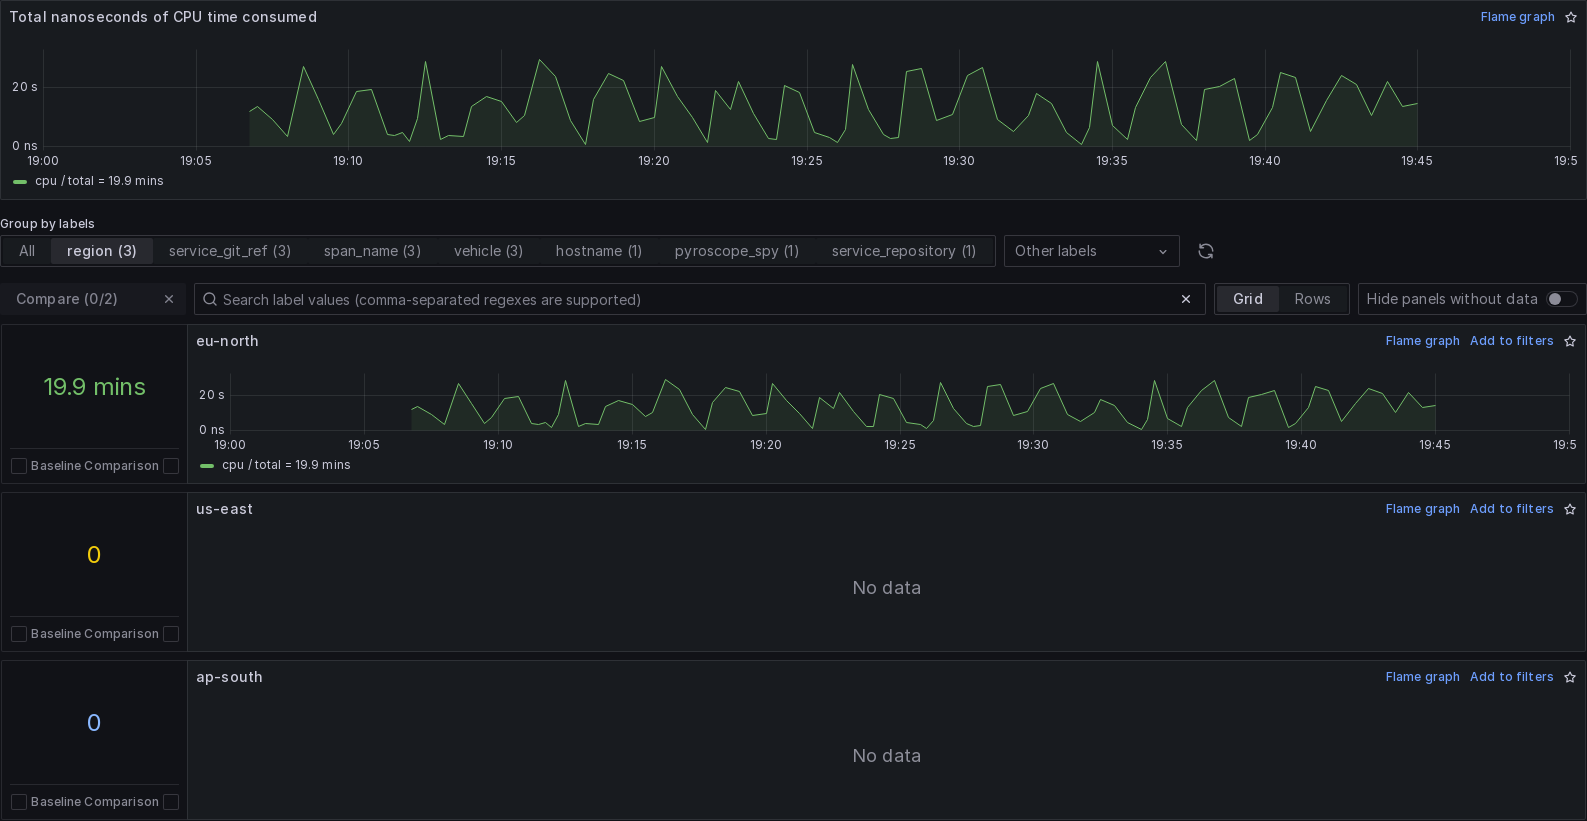 Total nanoseconds of CPU time consumed
Flame graph
20 s
0 ns
19:00 19:05 19:10 19:15 19:20 19:25 19:30 19:35 19:40 19:45 19:5
cpu / total = 19.9 mins
Group by labels
All region (3) service_git_ref (3) span_name (3) vehicle (3) hostname (1) pyroscope_spy (1) service_repository (1) Other labels
Compare (0/2) Search label values (comma-separated regexes are supported) Grid Rows Hide panels without data
19.9 mins
Baseline Comparison
eu-north
Flame graph Add to filters
20 s
0 ns
19:00 19:05 19:10 19:15 19:20 19:25 19:30 19:35 19:40 19:45 19:5
cpu / total = 19.9 mins
0
Baseline Comparison
us-east
Flame graph Add to filters
No data
0
Baseline Comparison
ap-south
Flame graph Add to filters
No data